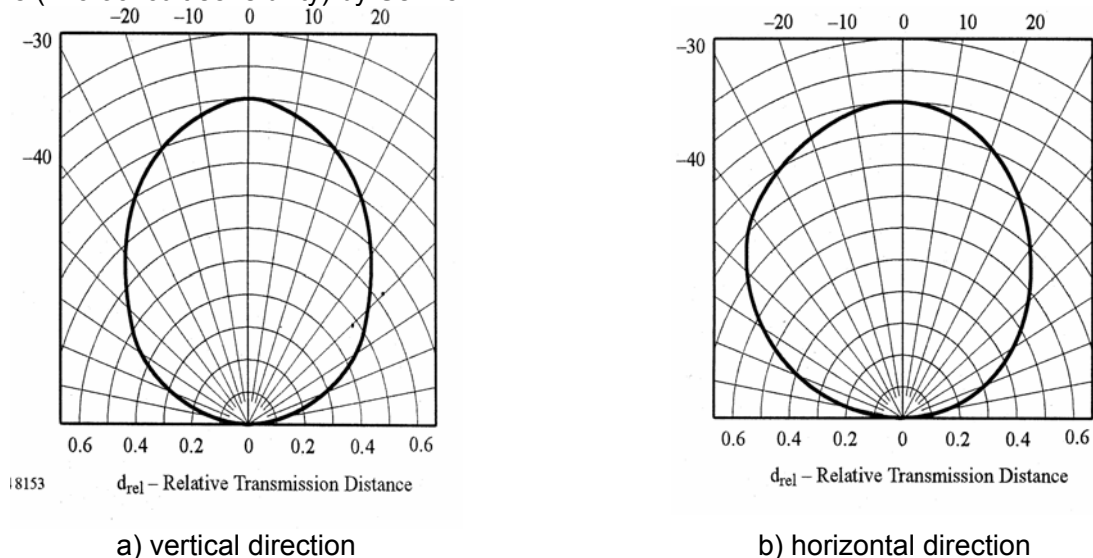 −20 −10 0 10 20
−20 −10 0 10 20
−30
−30
−40
−40
0.6 0.4 0.2 0 0.2 0.4 0.6
0.6 0.4 0.2 0 0.2 0.4 0.6
8153
d_rel – Relative Transmission Distance
d_rel – Relative Transmission Distance
a) vertical direction
b) horizontal direction